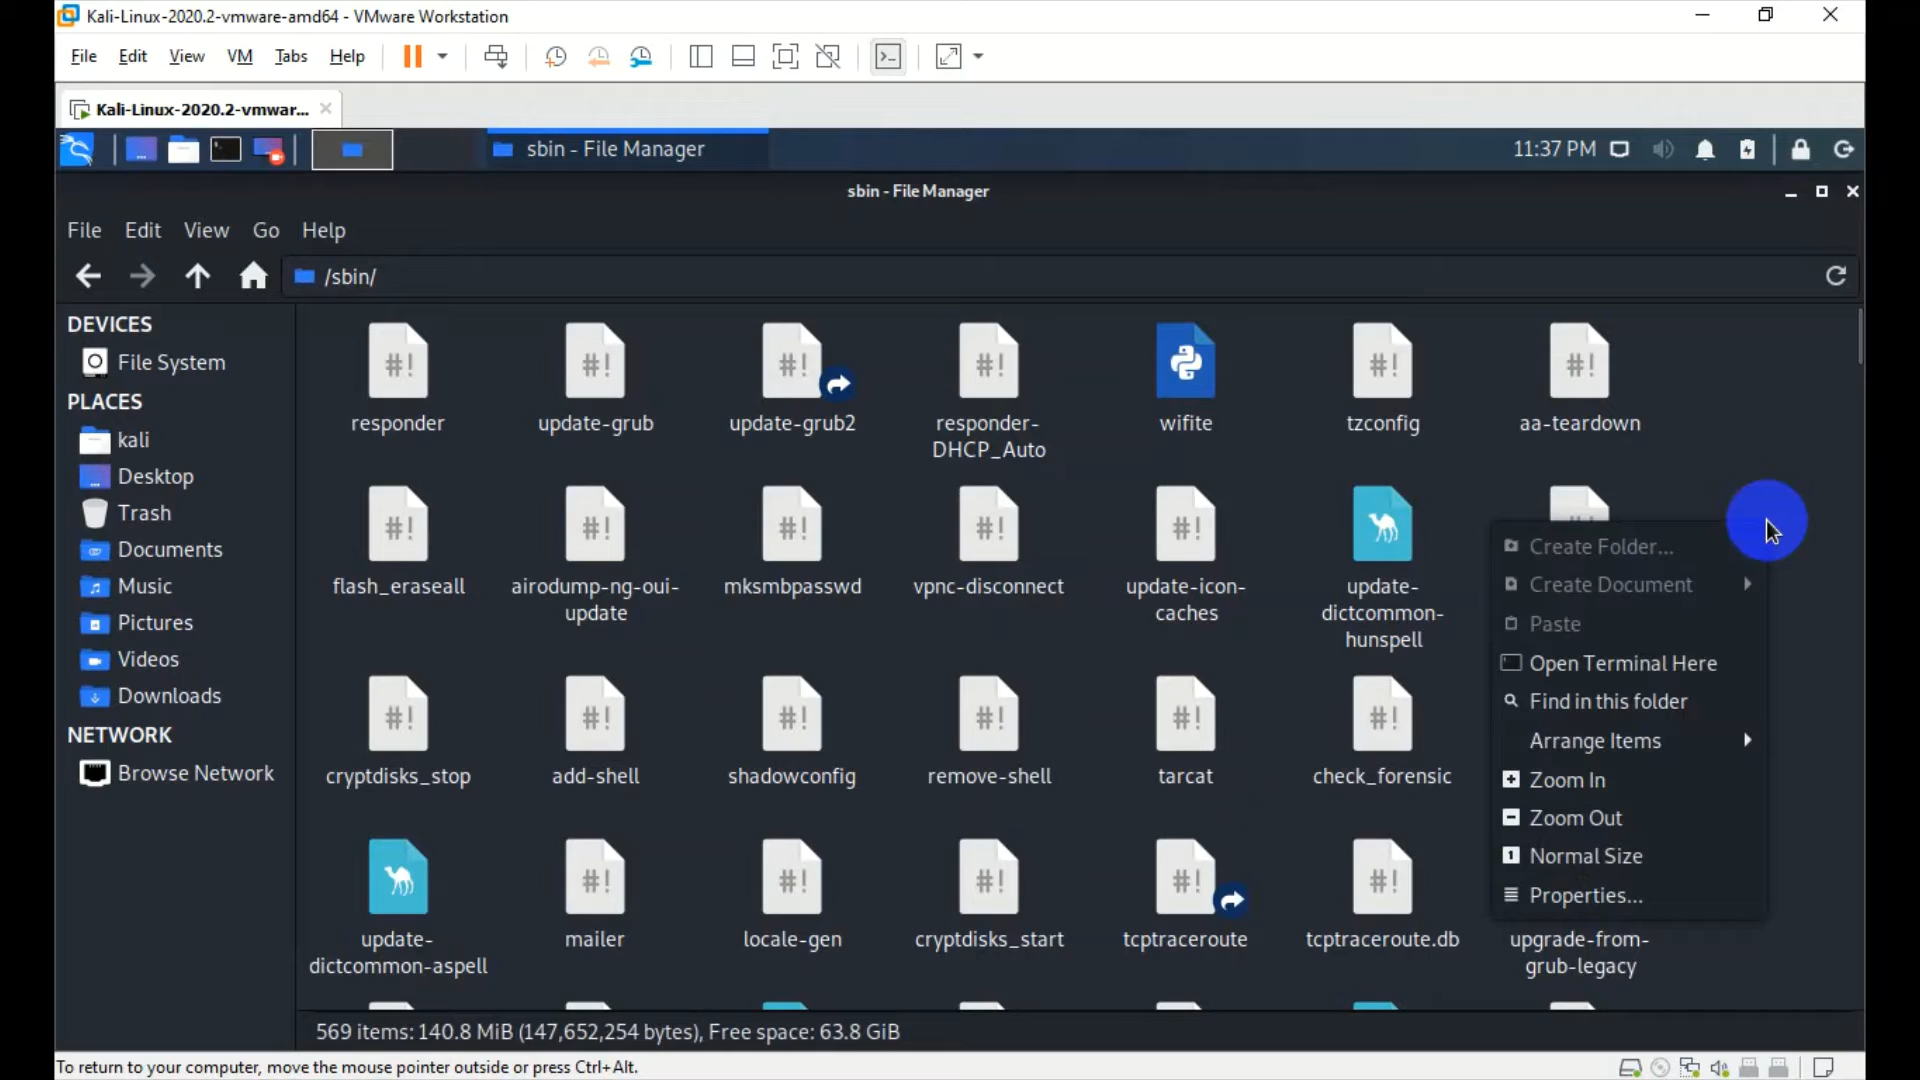 Kali-Linux-2020.2-vmware-amd64 - VMware Workstation
File Edit View VM Tabs Help
Kali-Linux-2020.2-vmwar...
sbin - File Manager
11:37 PM
sbin - File Manager
File Edit View Go Help
/sbin/
DEVICES
File System
PLACES
kali
Desktop
Trash
Documents
Music
Pictures
Videos
Downloads
NETWORK
Browse Network
responder
update-grub
update-grub2
responder-
DHCP_Auto
wifite
tzconfig
aa-teardown
flash_eraseall
airodump-ng-oui-
update
mksmbpasswd
vpnc-disconnect
update-icon-
caches
update-
dictcommon-
hunspell
cryptdisks_stop
add-shell
shadowconfig
remove-shell
tarcat
check_forensic
update-
dictcommon-aspell
mailer
locale-gen
cryptdisks_start
tcptraceroute
tcptraceroute.db
upgrade-from-
grub-legacy
Create Folder...
Create Document
Paste
Open Terminal Here
Find in this folder
Arrange Items
Zoom In
Zoom Out
Normal Size
Properties...
569 items: 140.8 MiB (147,652,254 bytes), Free space: 63.8 GiB
To return to your computer, move the mouse pointer outside or press Ctrl+Alt.